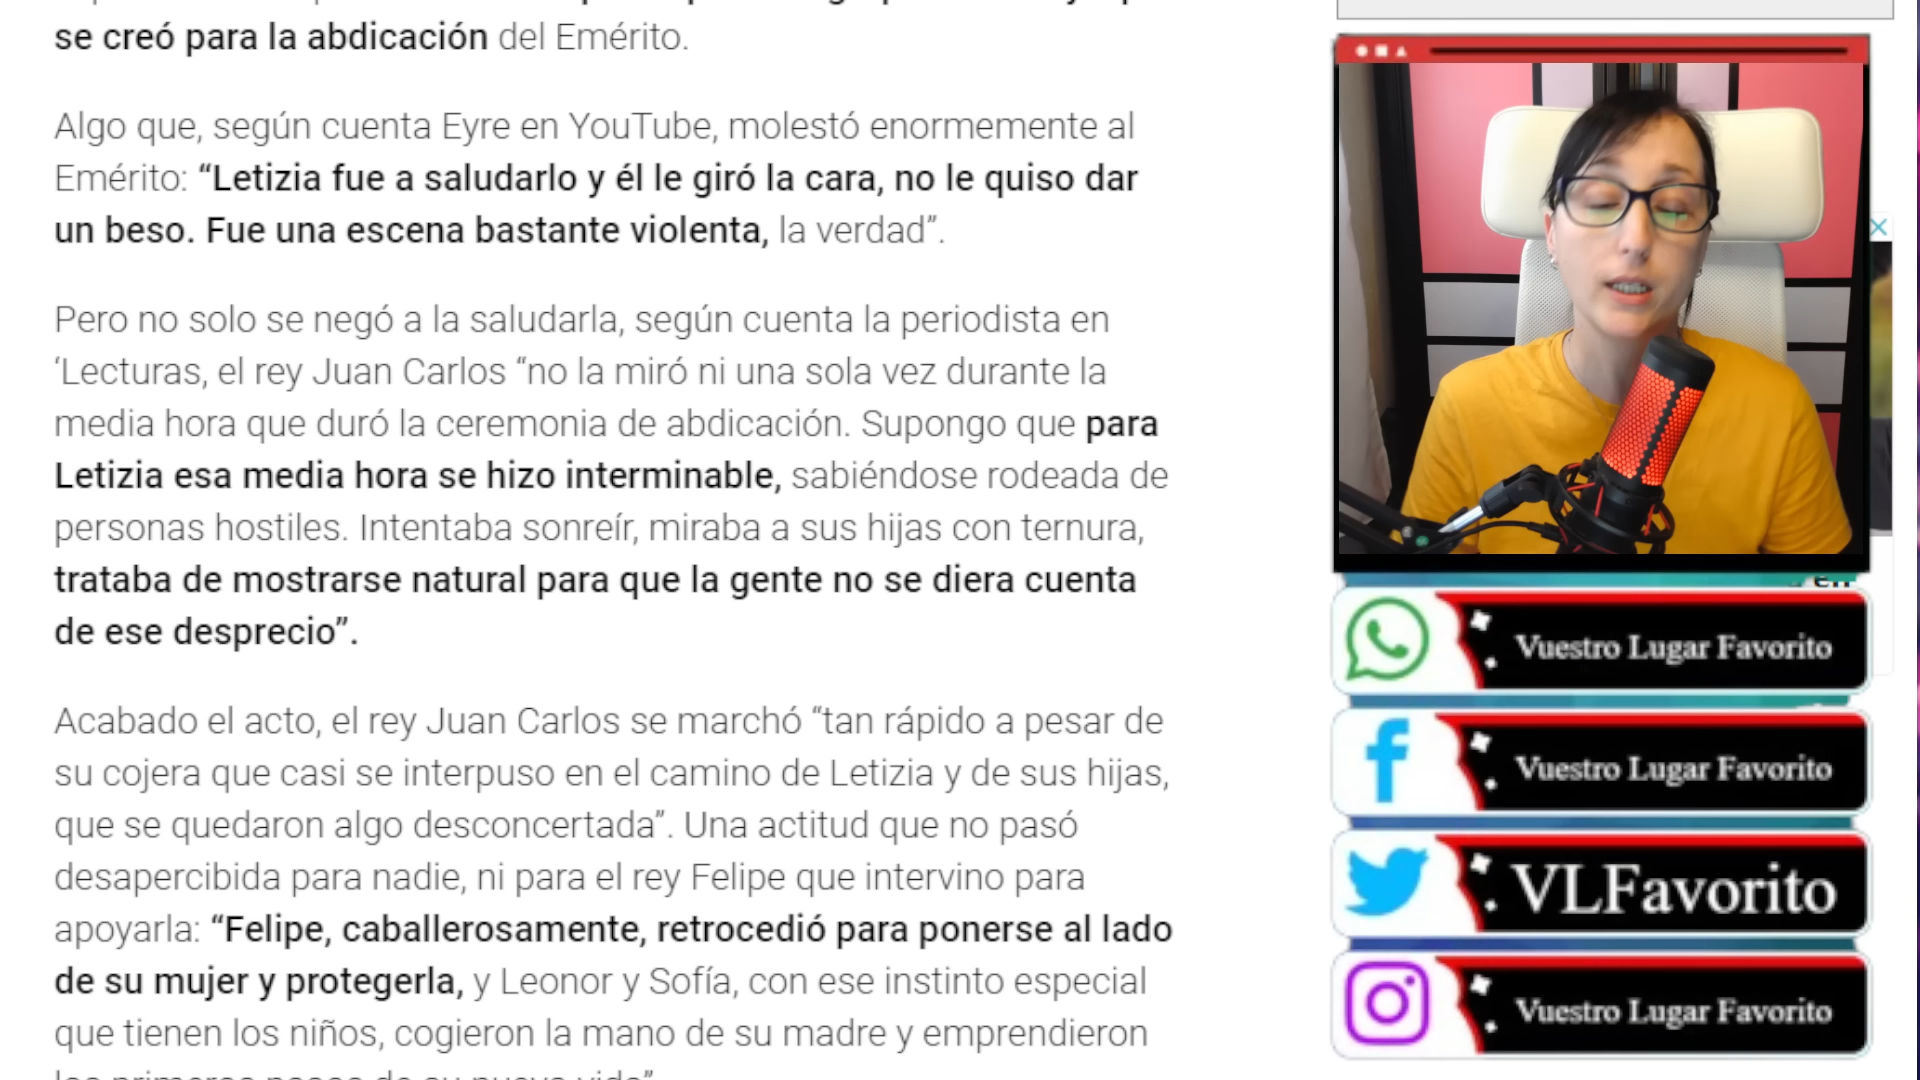 se creó para la abdicación del Emérito.
Algo que, según cuenta Eyre en YouTube, molestó enormemente al
Emérito: “Letizia fue a saludarlo y él le giró la cara, no le quiso dar
un beso. Fue una escena bastante violenta, la verdad”.
Pero no solo se negó a la saludarla, según cuenta la periodista en
‘Lecturas, el rey Juan Carlos “no la miró ni una sola vez durante la
media hora que duró la ceremonia de abdicación. Supongo que para
Letizia esa media hora se hizo interminable, sabiéndose rodeada de
personas hostiles. Intentaba sonreír, miraba a sus hijas con ternura,
trataba de mostrarse natural para que la gente no se diera cuenta
de ese desprecio”.
Acabado el acto, el rey Juan Carlos se marchó “tan rápido a pesar de
su cojera que casi se interpuso en el camino de Letizia y de sus hijas,
que se quedaron algo desconcertada”. Una actitud que no pasó
desapercibida para nadie, ni para el rey Felipe que intervino para
apoyarla: “Felipe, caballerosamente, retrocedió para ponerse al lado
de su mujer y protegerla, y Leonor y Sofía, con ese instinto especial
que tienen los niños, cogieron la mano de su madre y emprendieron
los primeros pasos de su nueva vida”
Vuestro Lugar Favorito
Vuestro Lugar Favorito
VLFavorito
Vuestro Lugar Favorito